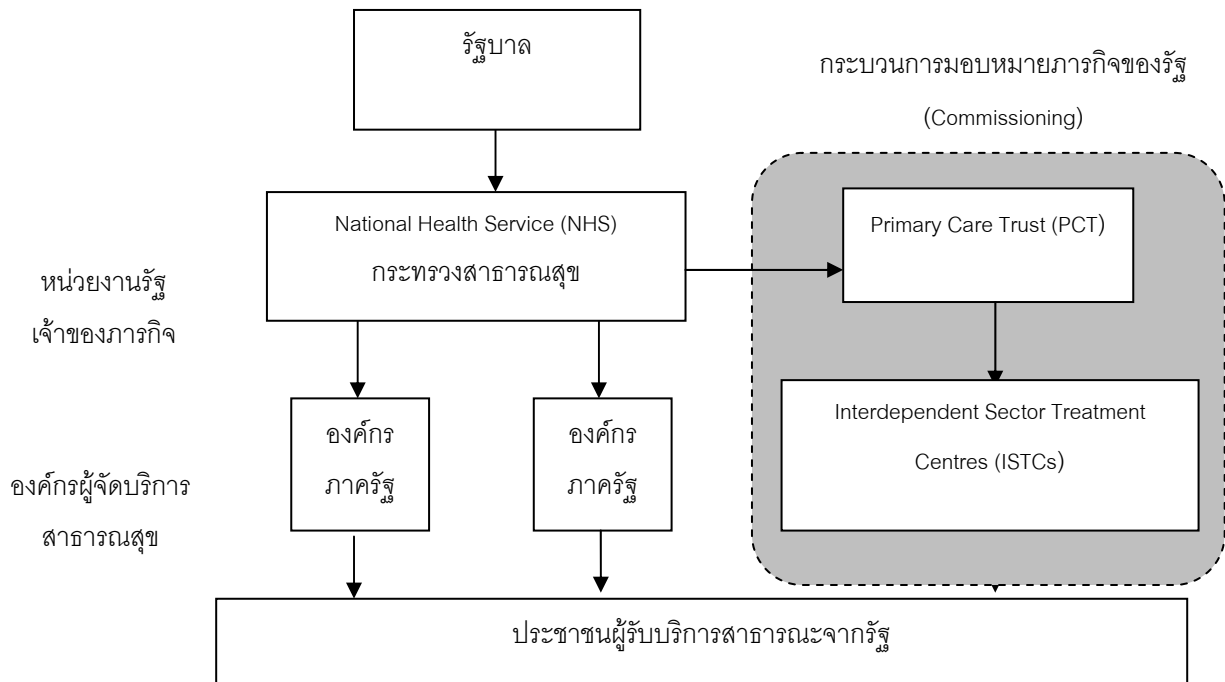 รัฐบาล
กระบวนการมอบหมายภารกิจของรัฐ
(Commissioning)
National Health Service (NHS)
กระทรวงสาธารณสุข
Primary Care Trust (PCT)
หน่วยงานรัฐ
เจ้าของภารกิจ
Interdependent Sector Treatment
Centres (ISTCs)
องค์กร
ภาครัฐ
องค์กร
ภาครัฐ
องค์กรผู้จัดบริการ
สาธารณสุข
ประชาชนผู้รับบริการสาธารณะจากรัฐ